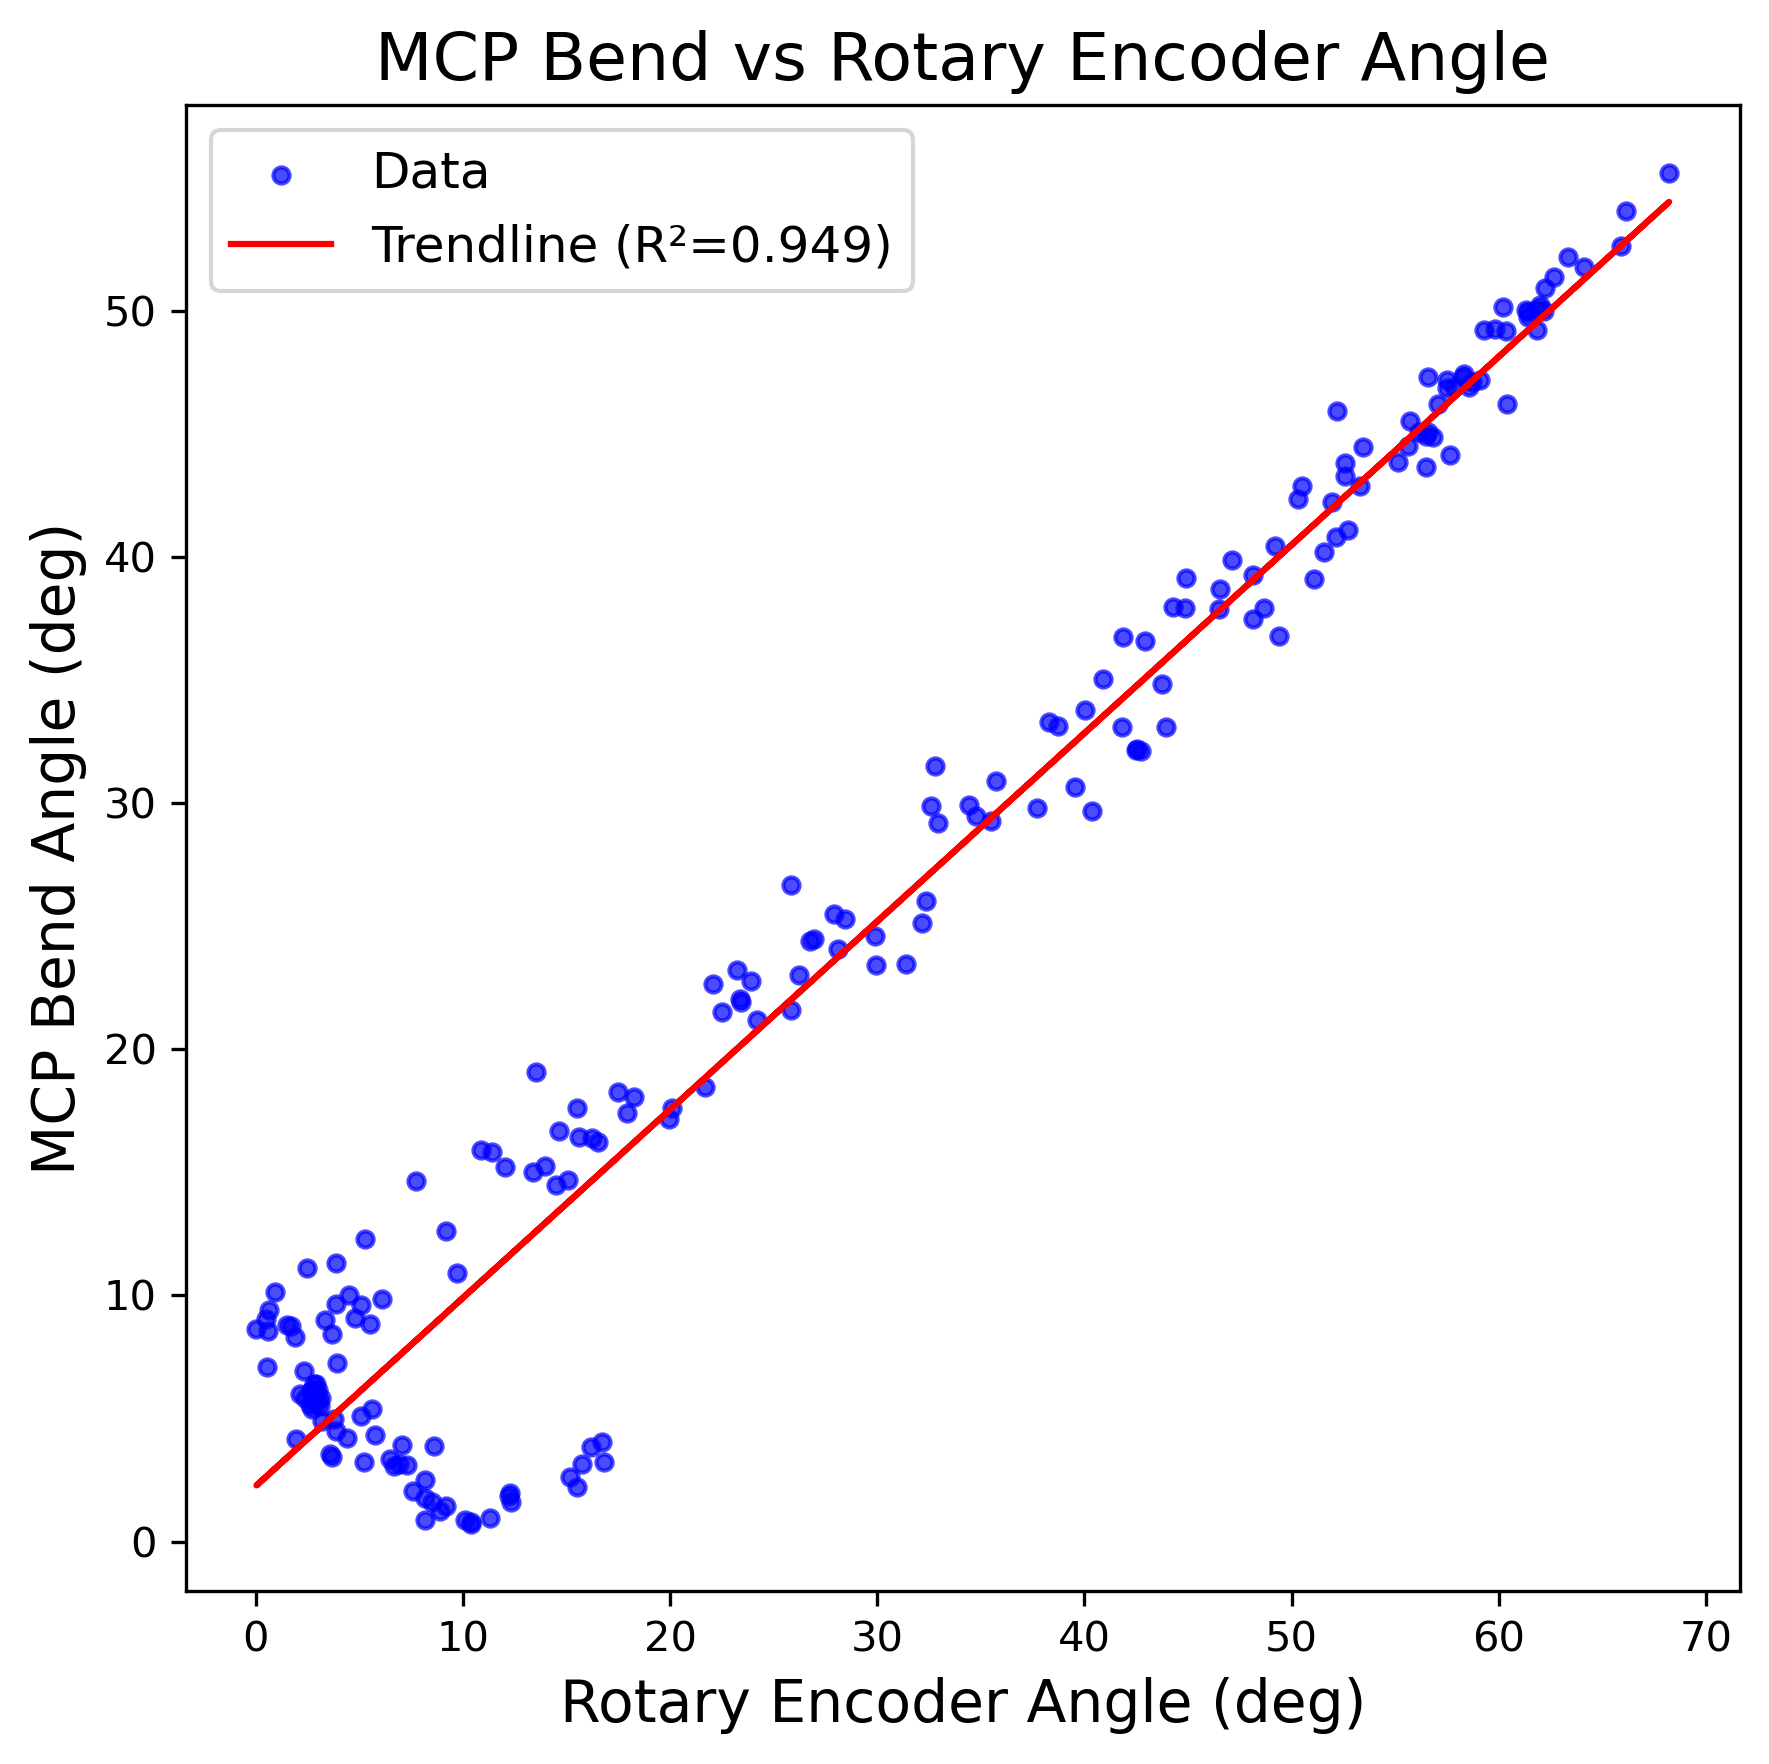 MCP Bend vs Rotary Encoder Angle
Data
Trendline (R²=0.949)
MCP Bend Angle (deg)
50
40
30
20
10
0
0 10 20 30 40 50 60 70
Rotary Encoder Angle (deg)